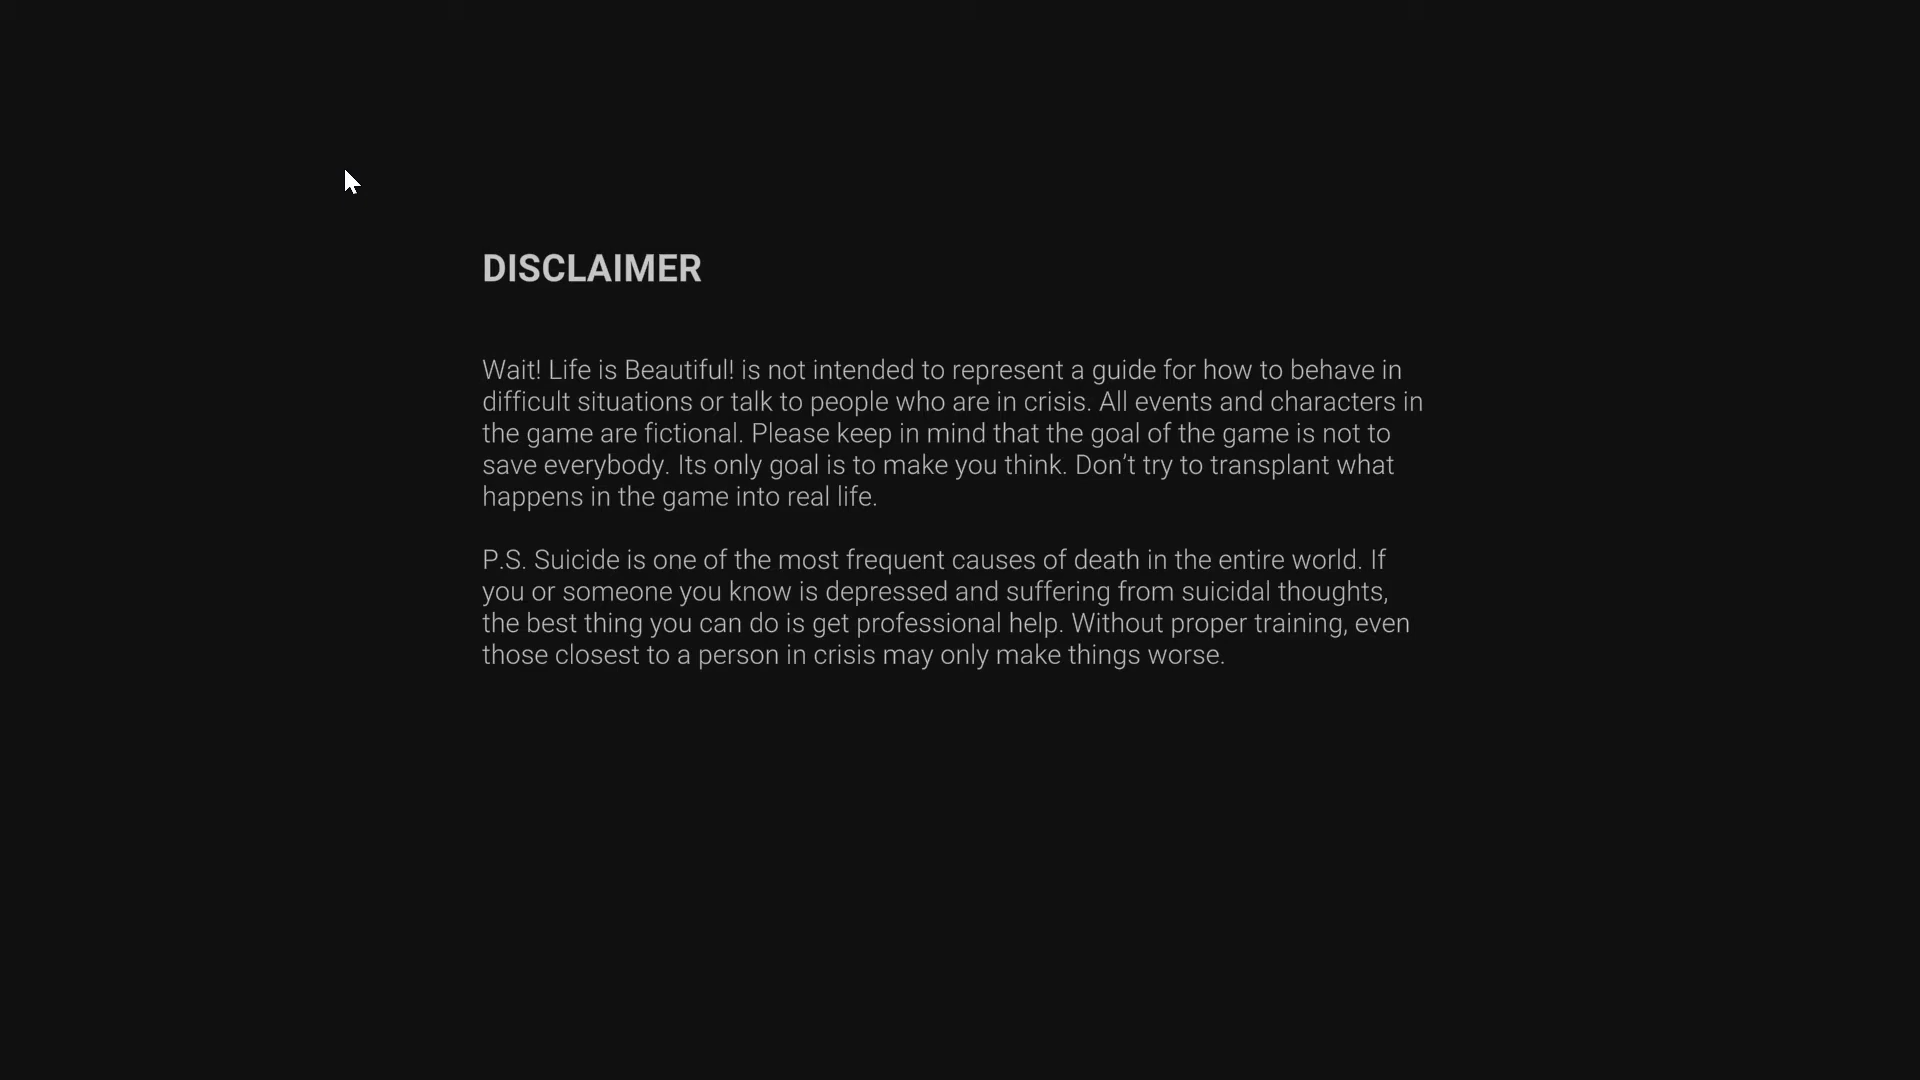 DISCLAIMER
Wait! Life is Beautiful! is not intended to represent a guide for how to behave in
difficult situations or talk to people who are in crisis. All events and characters in
the game are fictional. Please keep in mind that the goal of the game is not to
save everybody. Its only goal is to make you think. Don’t try to transplant what
happens in the game into real life.
P.S. Suicide is one of the most frequent causes of death in the entire world. If
you or someone you know is depressed and suffering from suicidal thoughts,
the best thing you can do is get professional help. Without proper training, even
those closest to a person in crisis may only make things worse.